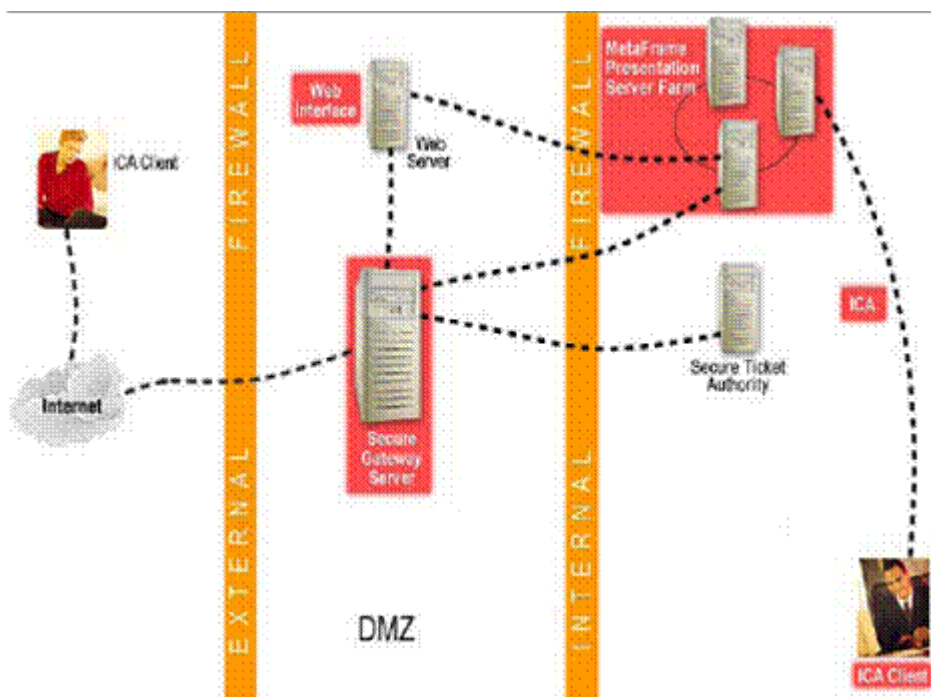 ICA Client
Internet
EXTERNAL FIREWALL
Web
Interface
Web
Server
Secure
Gateway
Server
DMZ
INTERNAL FIREWALL
MetaFrame
Presentation
Server Farm
Secure Ticket
Authority
ICA
ICA Client